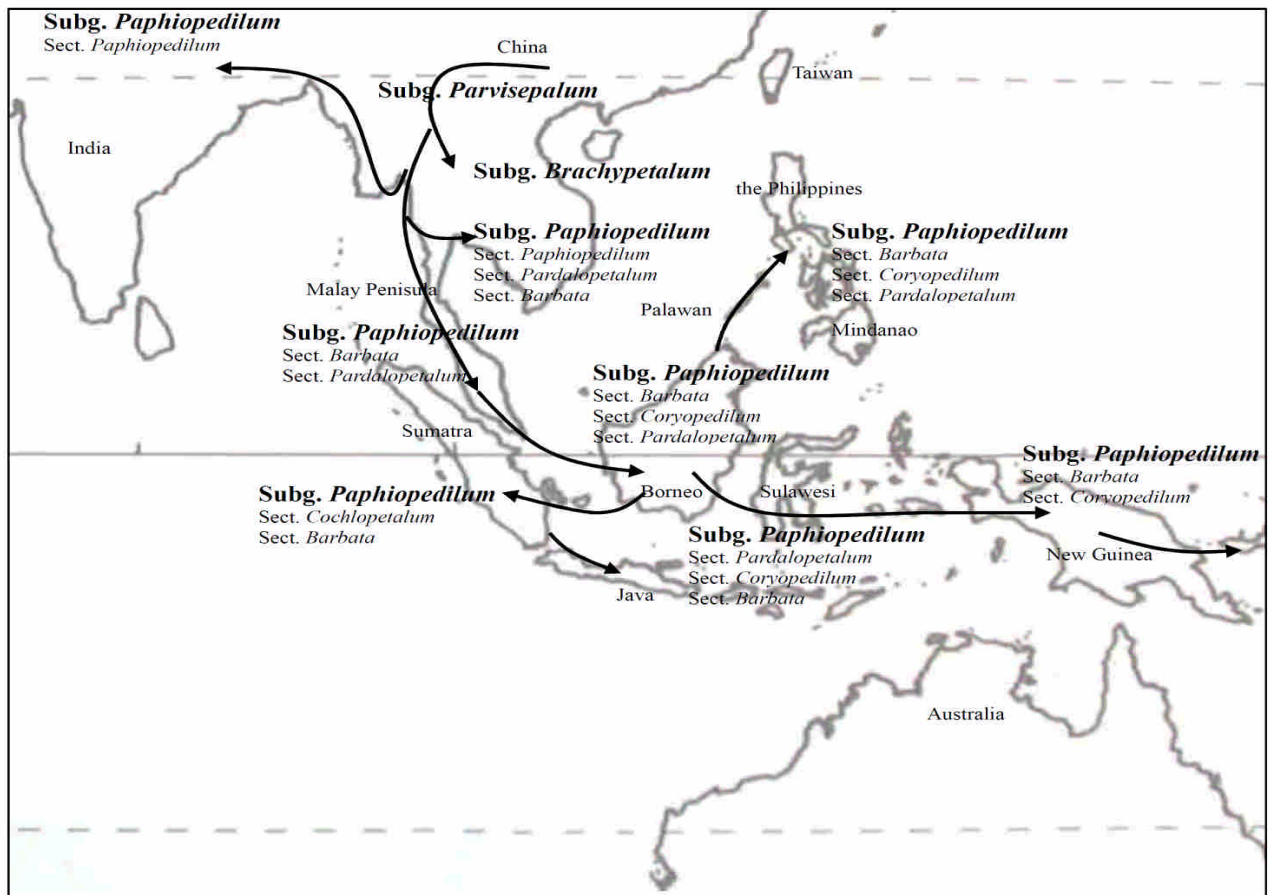 Subg. Paphiopedilum
Sect. Paphiopedilum
China
Taiwan
Subg. Parvisepalum
India
Subg. Brachypetalum
the Philippines
Subg. Paphiopedilum
Sect. Paphiopedilum
Sect. Pardalopetalum
Sect. Barbata
Subg. Paphiopedilum
Sect. Barbata
Sect. Coryopedilum
Sect. Pardalopetalum
Malay Penisula
Palawan
Mindanao
Subg. Paphiopedilum
Sect. Barbata
Sect. Pardalopetalum
Subg. Paphiopedilum
Sect. Barbata
Sect. Coryopedilum
Sect. Pardalopetalum
Sumatra
Subg. Paphiopedilum
Sect. Barbata
Sect. Coryopedilum
Subg. Paphiopedilum
Sect. Cochlopetalum
Sect. Barbata
Borneo
Sulawesi
Subg. Paphiopedilum
Sect. Pardalopetalum
Sect. Coryopedilum
Sect. Barbata
New Guinea
Java
Australia